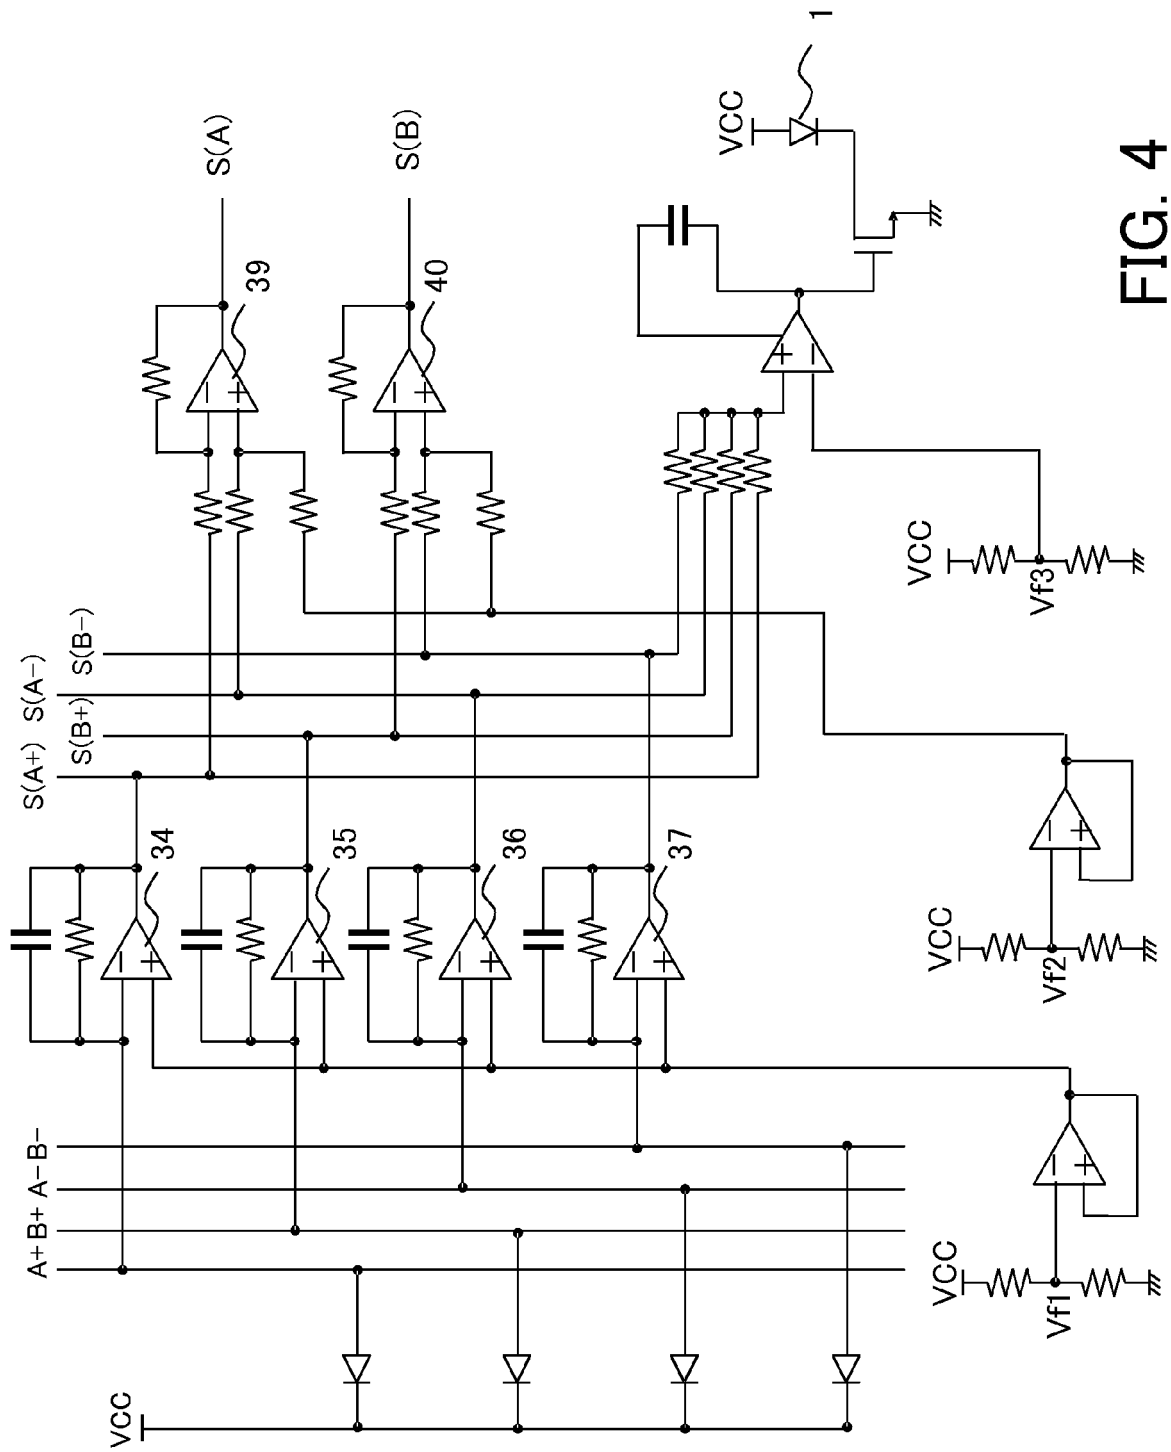 S(A)
S(B)
1
VCC
39
40
S(A+)
S(B+)
S(A-)
S(B-)
VCC
Vf3
34
35
36
37
VCC
Vf2
A+
B+
A-
B-
VCC
Vf1
VCC
FIG. 4